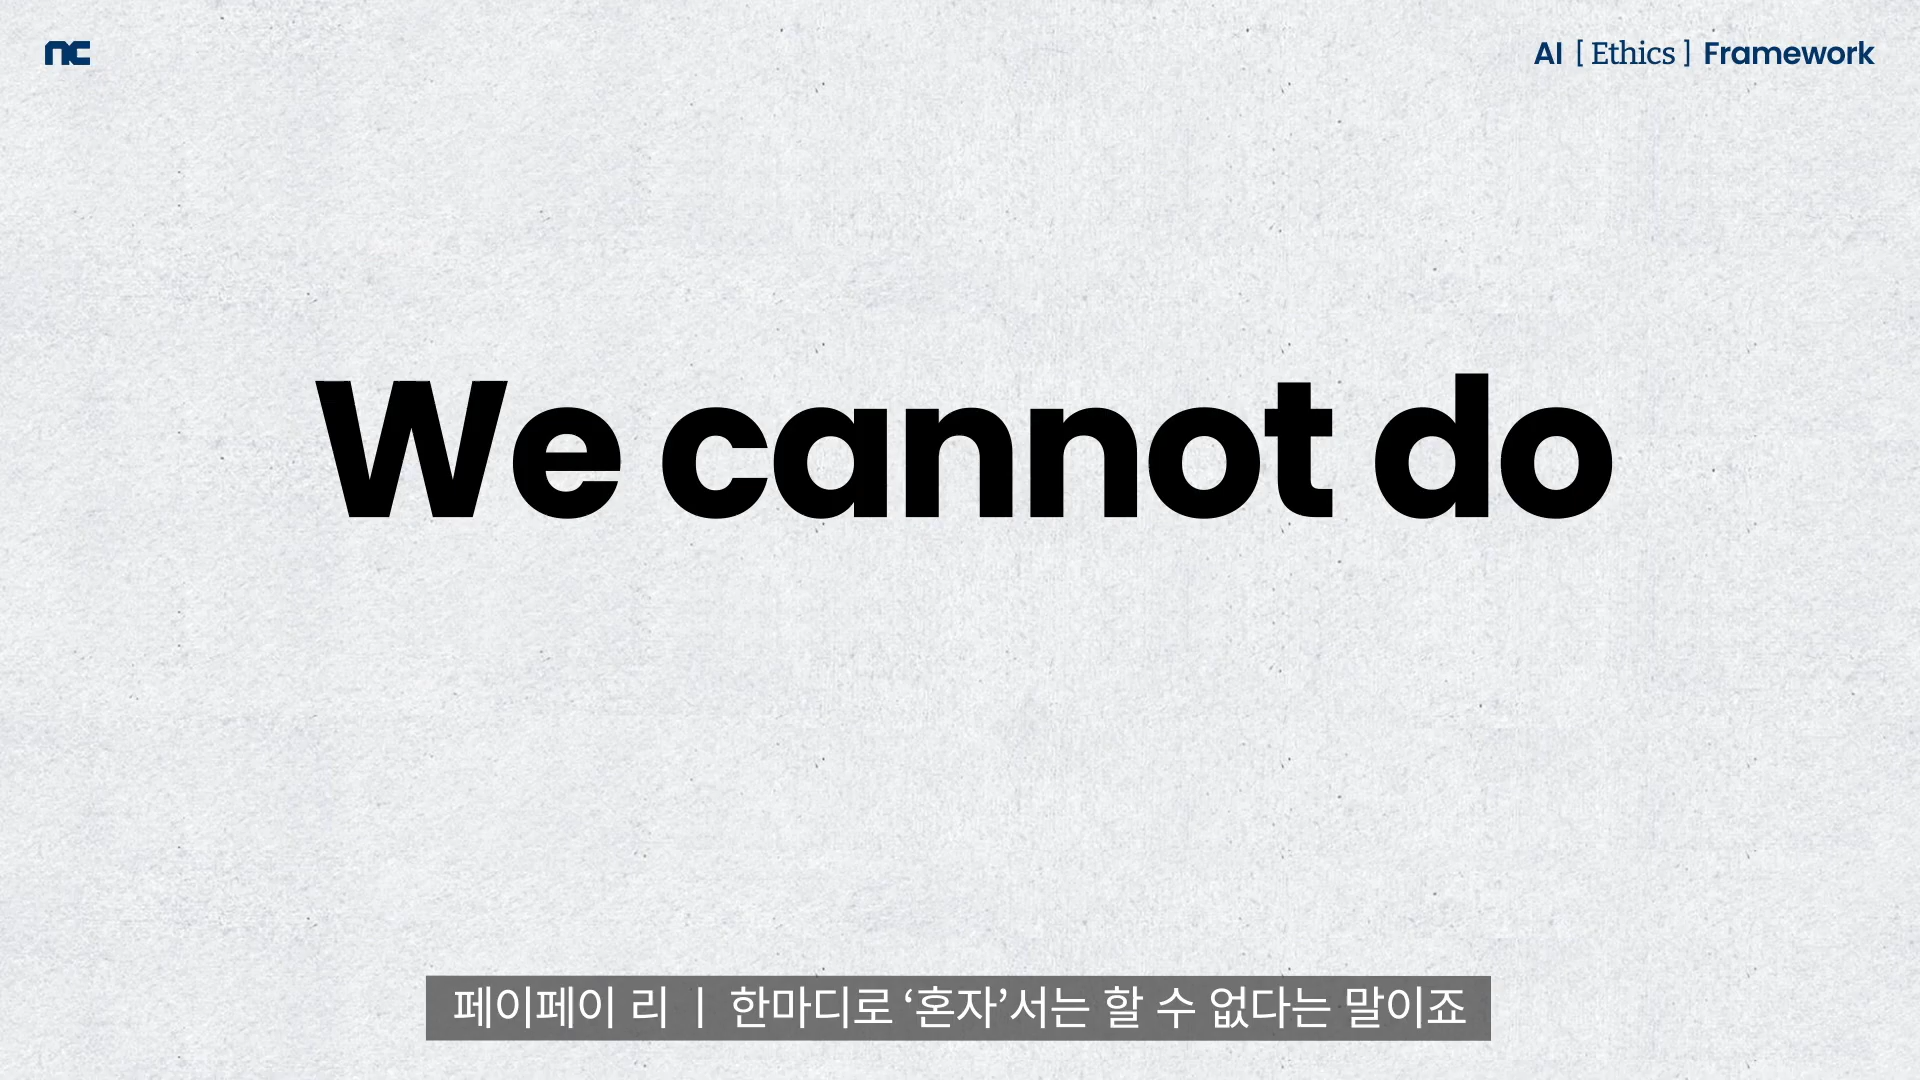 nc
AI [ Ethics ] Framework
We cannot do
페이페이 리 ㅣ 한마디로 ‘혼자’서는 할 수 없다는 말이죠